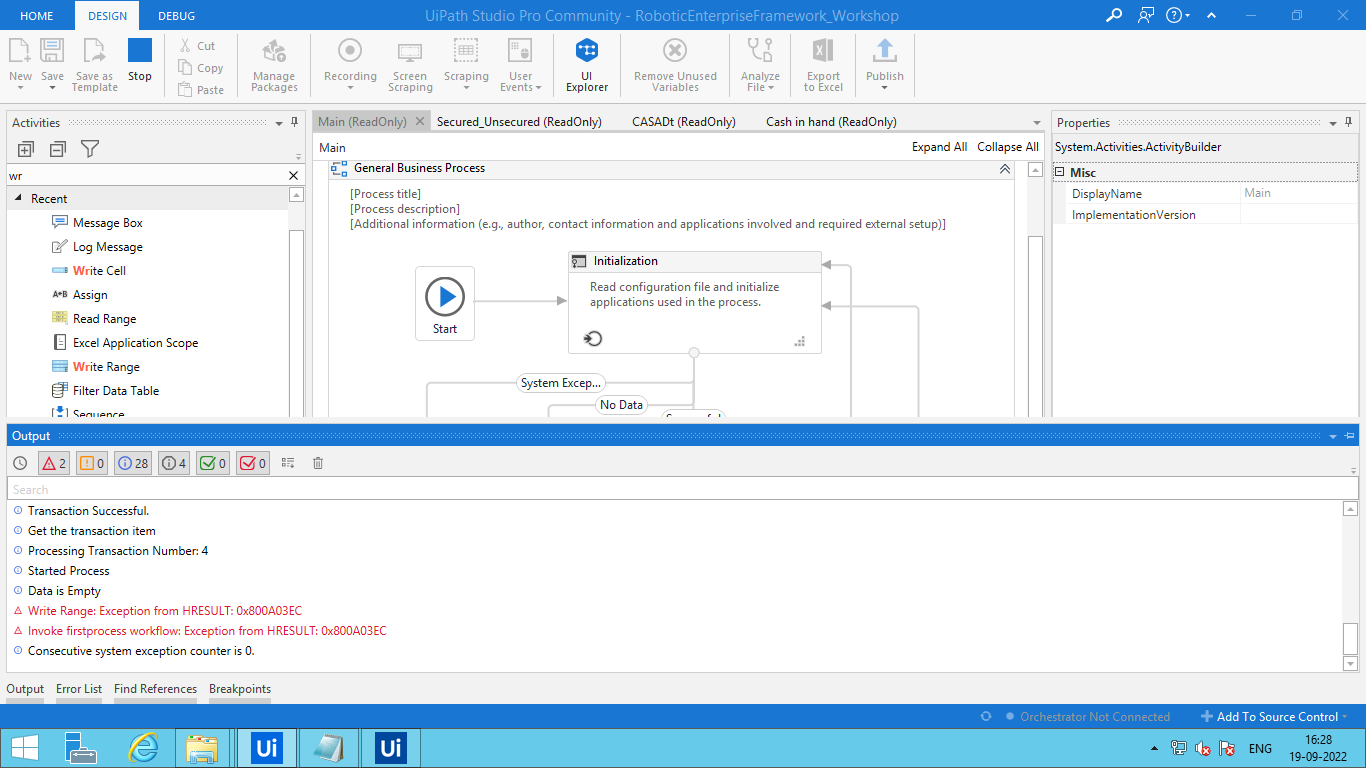 HOME DESIGN DEBUG UiPath Studio Pro Community - RoboticEnterpriseFramework_Workshop
New Save Save as Template Stop
Cut
Copy
Paste
Manage Packages
Recording Screen Scraping Scraping User Events
UI Explorer
Remove Unused Variables
Analyze File
Export to Excel
Publish
Activities
wr
Recent
Message Box
Log Message
Write Cell
A*B Assign
Read Range
Excel Application Scope
Write Range
Filter Data Table
Sequence
Main (ReadOnly) Secured_Unsecured (ReadOnly) CASADt (ReadOnly) Cash in hand (ReadOnly)
Main Expand All Collapse All
General Business Process
[Process title]
[Process description]
[Additional information (e.g., author, contact information and applications involved and required external setup)]
Start
Initialization
Read configuration file and initialize
applications used in the process.
System Excep...
No Data
Properties
System.Activities.ActivityBuilder
Misc
DisplayName Main
ImplementationVersion
Output
2 0 28 4 0 0
Search
Transaction Successful.
Get the transaction item
Processing Transaction Number: 4
Started Process
Data is Empty
Write Range: Exception from HRESULT: 0x800A03EC
Invoke firstprocess workflow: Exception from HRESULT: 0x800A03EC
Consecutive system exception counter is 0.
Output Error List Find References Breakpoints
Orchestrator Not Connected Add To Source Control
Ui Ui ENG 16:28
19-09-2022